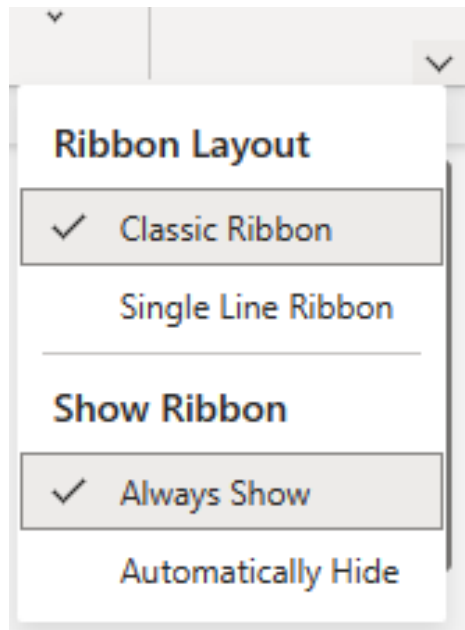 Ribbon Layout
Classic Ribbon
Single Line Ribbon
Show Ribbon
Always Show
Automatically Hide